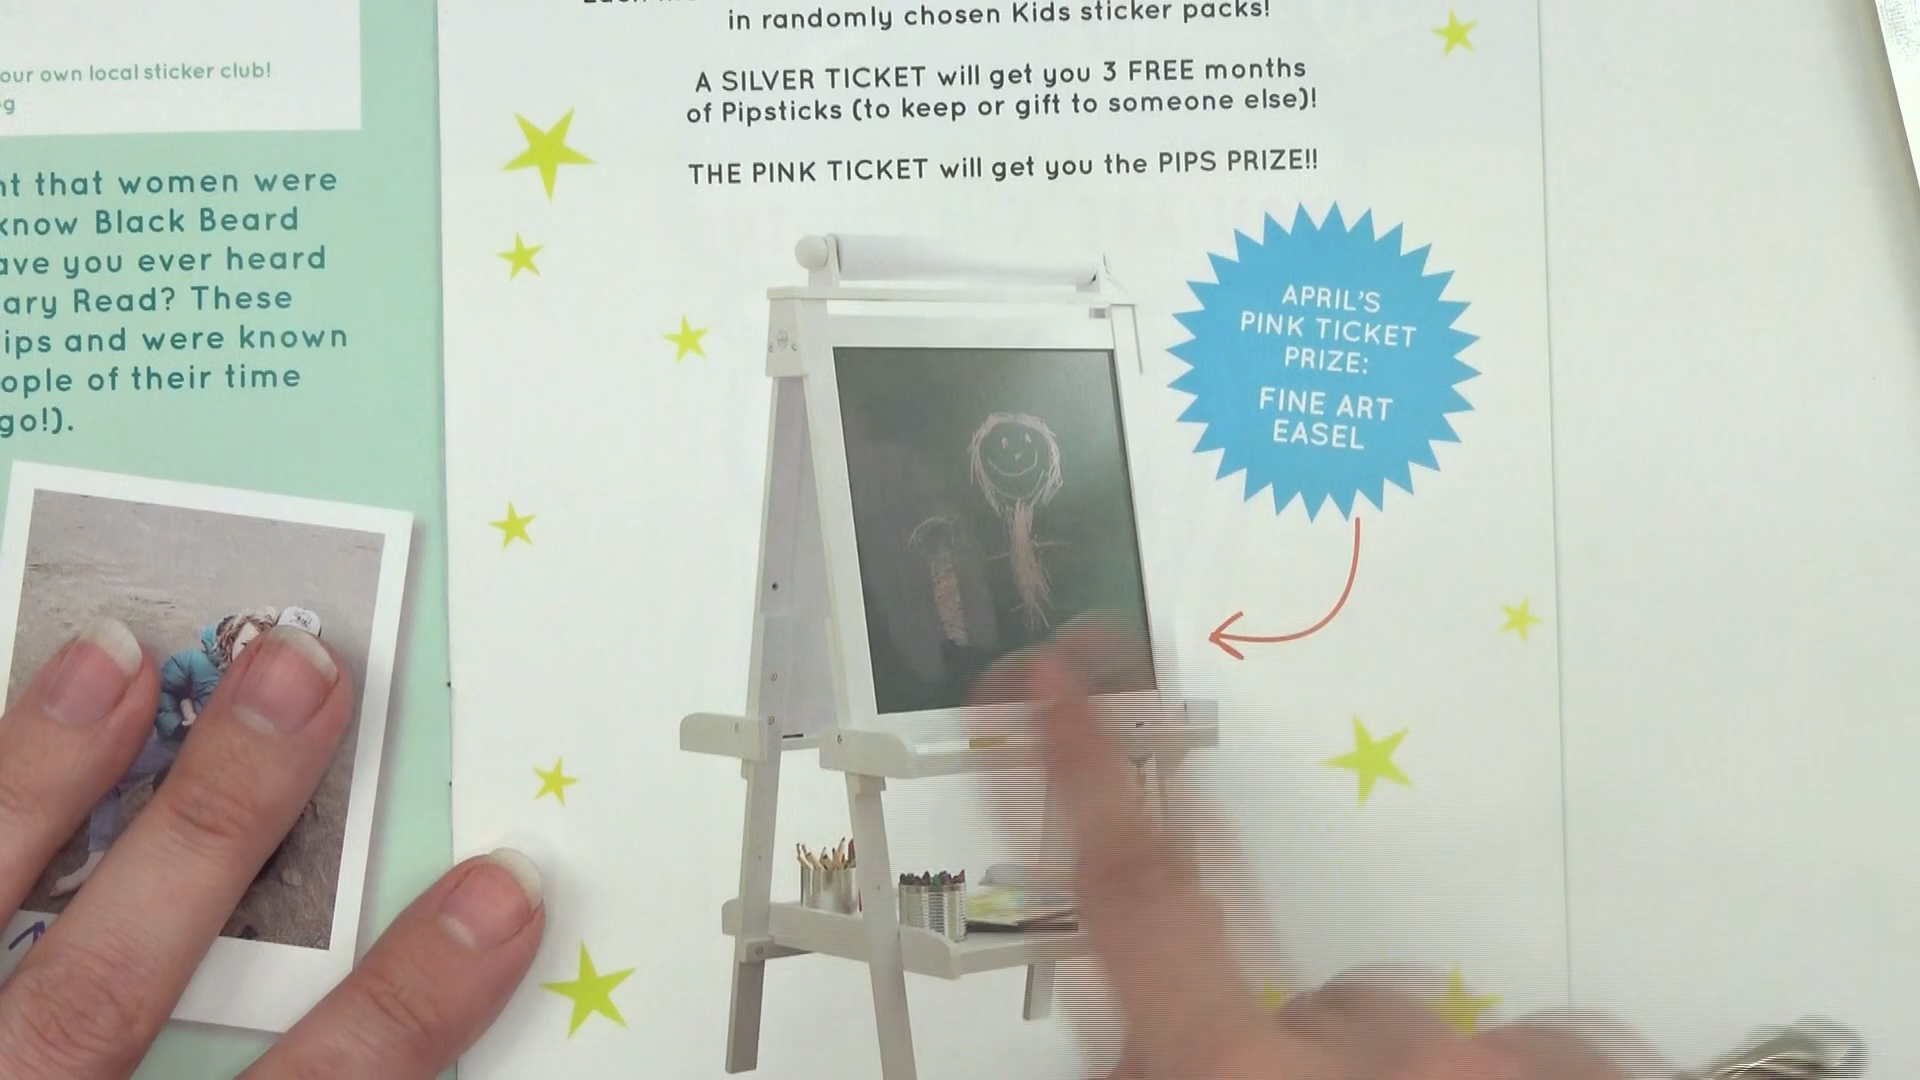 our own local sticker club!
g
nt that women were
know Black Beard
ave you ever heard
ary Read? These
ips and were known
ople of their time
go!).
in randomly chosen Kids sticker packs!
A SILVER TICKET will get you 3 FREE months
of Pipsticks (to keep or gift to someone else)!
THE PINK TICKET will get you the PIPS PRIZE!!
APRIL'S
PINK TICKET
PRIZE:
FINE ART
EASEL